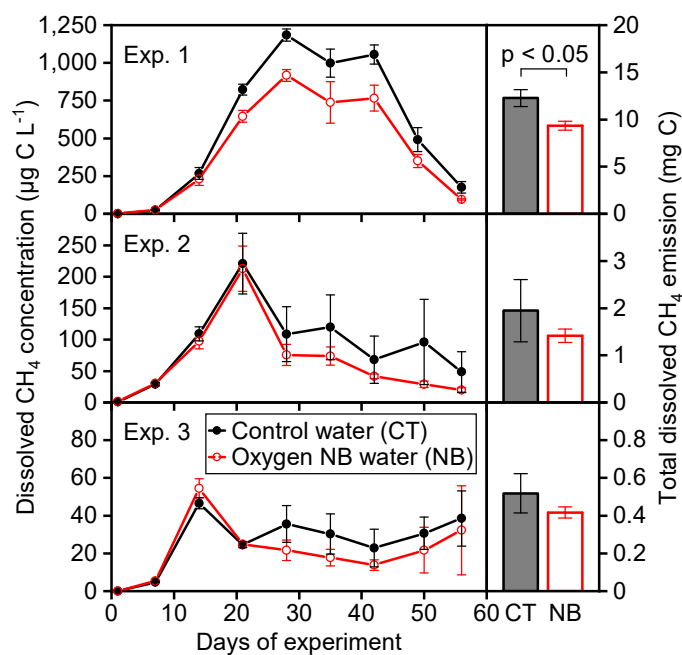 Dissolved CH₄ concentration (µg C L⁻¹)
1,250
1,000
750
500
250
0
Exp. 1
p < 0.05
20
15
10
5
0
250
200
150
100
50
0
Exp. 2
3
2
1
0
80
60
40
20
0
Exp. 3
Control water (CT)
Oxygen NB water (NB)
0.8
0.6
0.4
0.2
0
Total dissolved CH₄ emission (mg C)
0 10 20 30 40 50 60
CT NB
Days of experiment